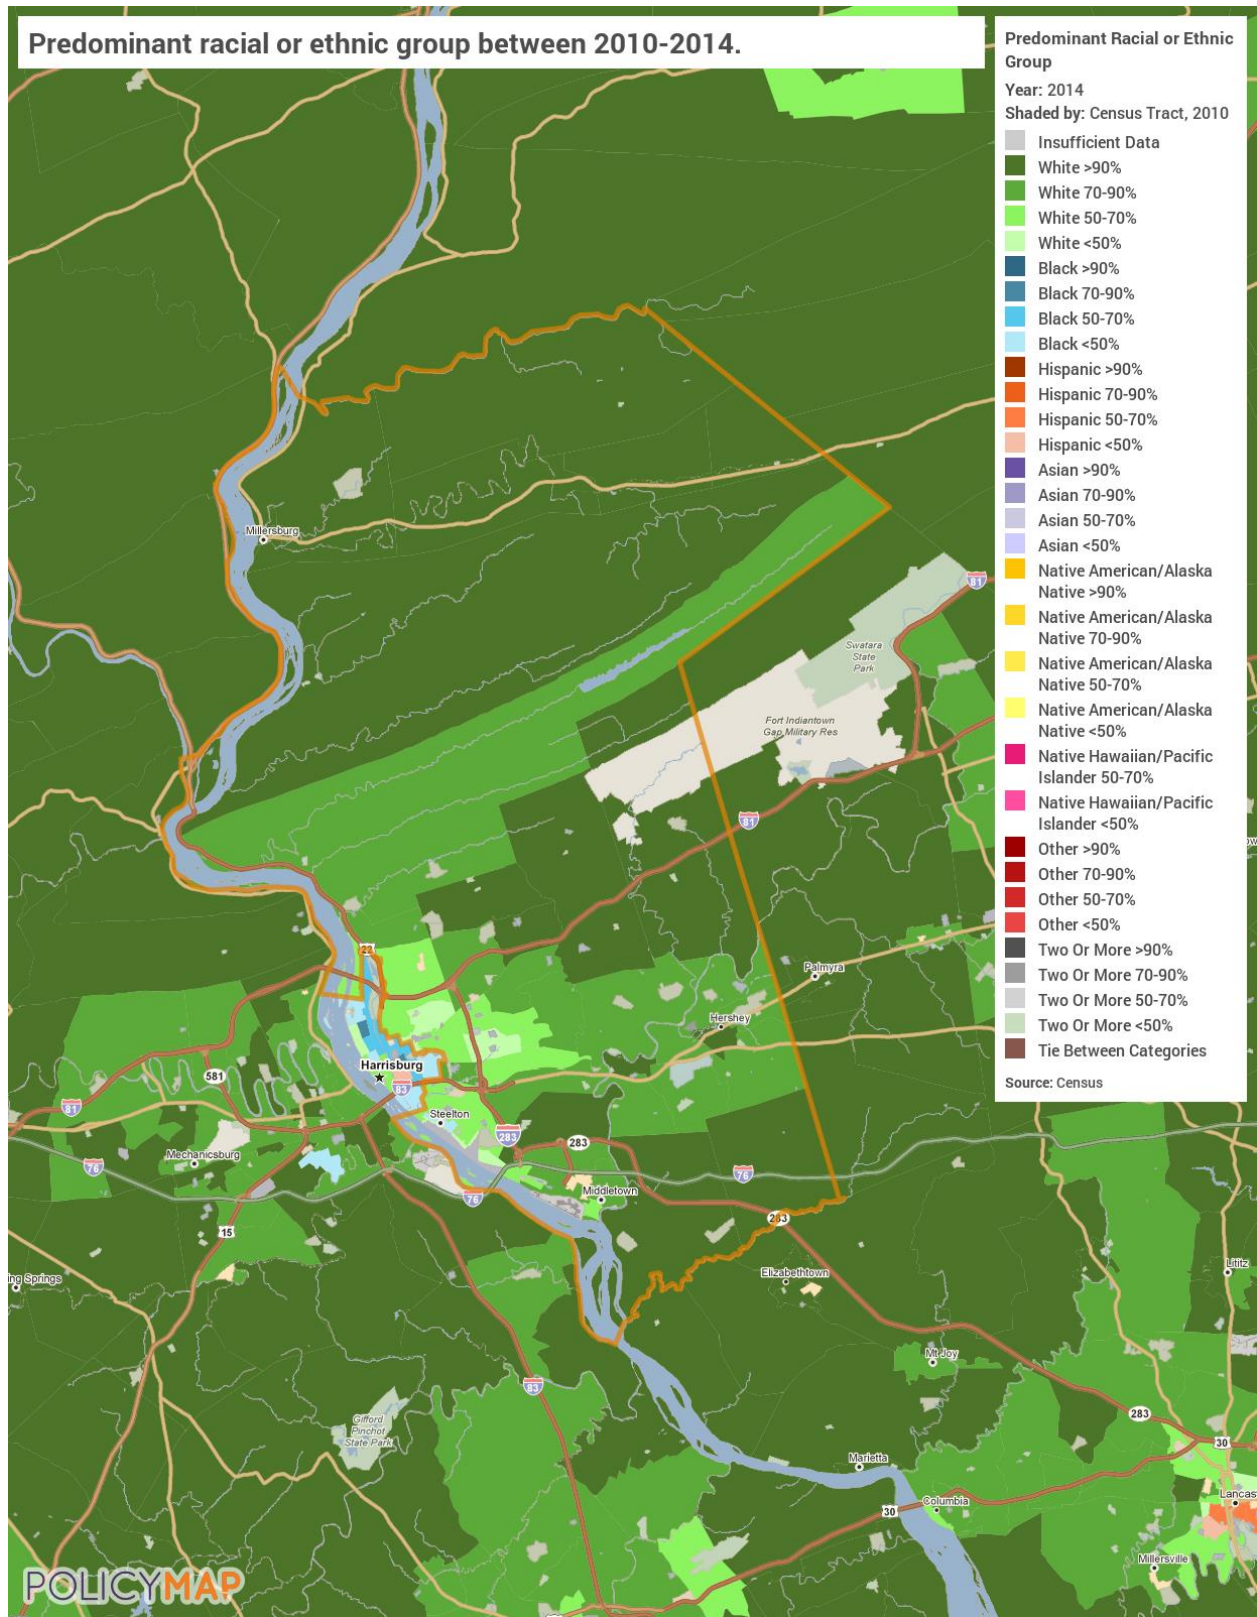 Predominant racial or ethnic group between 2010-2014.
Predominant Racial or Ethnic
Group
Year: 2014
Shaded by: Census Tract, 2010
Insufficient Data
White >90%
White 70-90%
White 50-70%
White <50%
Black >90%
Black 70-90%
Black 50-70%
Black <50%
Hispanic >90%
Hispanic 70-90%
Hispanic 50-70%
Hispanic <50%
Asian >90%
Asian 70-90%
Asian 50-70%
Asian <50%
Native American/Alaska
Native >90%
Native American/Alaska
Native 70-90%
Native American/Alaska
Native 50-70%
Native American/Alaska
Native <50%
Native Hawaiian/Pacific
Islander 50-70%
Native Hawaiian/Pacific
Islander <50%
Other >90%
Other 70-90%
Other 50-70%
Other <50%
Two Or More >90%
Two Or More 70-90%
Two Or More 50-70%
Two Or More <50%
Tie Between Categories
Source: Census
Millersburg
81
Swatara
State
Park
Fort Indiantown
Gap Military Res
81
22
Palmyra
Hershey
Harrisburg
83
581
81
Steelton
283
283
Mechanicsburg
76
76
76
Middletown
15
283
ing Springs
Elizabethtown
Lititz
Mt Joy
83
283
Gifford
Pinchot
State Park
30
Marietta
Columbia
30
Lancas
Millersville
POLICYMAP